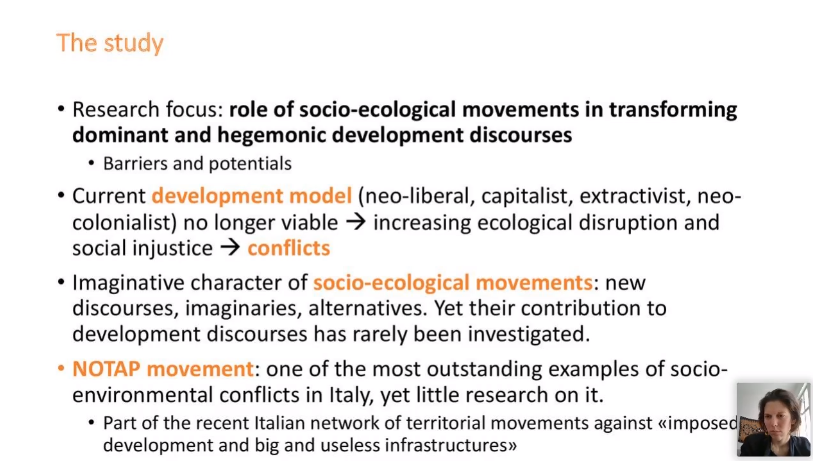 The study
• Research focus: role of socio-ecological movements in transforming
dominant and hegemonic development discourses
• Barriers and potentials
• Current development model (neo-liberal, capitalist, extractivist, neo-
colonialist) no longer viable → increasing ecological disruption and
social injustice → conflicts
• Imaginative character of socio-ecological movements: new
discourses, imaginaries, alternatives. Yet their contribution to
development discourses has rarely been investigated.
• NOTAP movement: one of the most outstanding examples of socio-
environmental conflicts in Italy, yet little research on it.
• Part of the recent Italian network of territorial movements against «imposed
development and big and useless infrastructures»